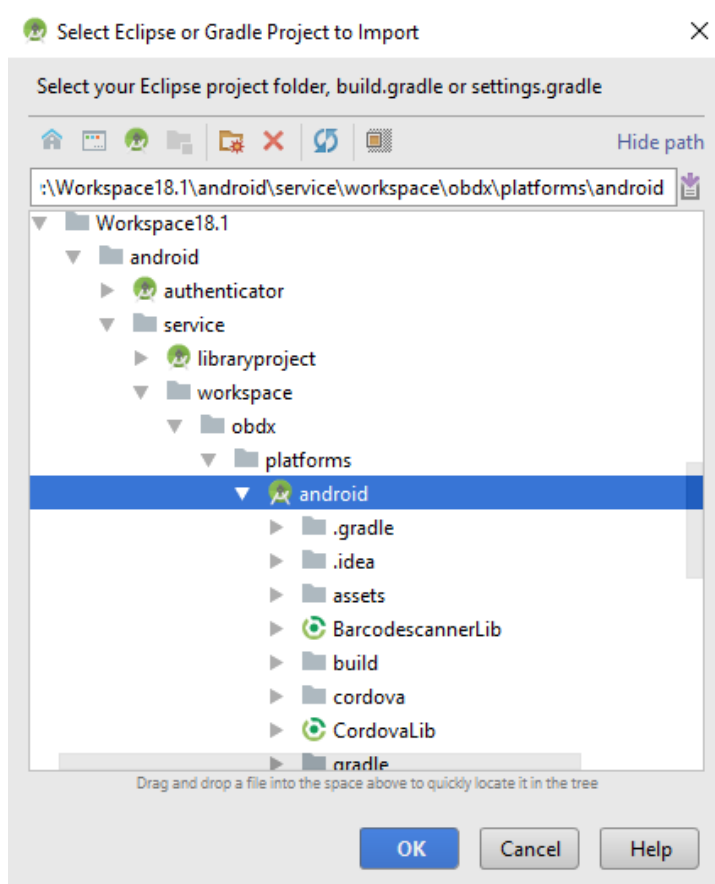 Select Eclipse or Gradle Project to Import
Select your Eclipse project folder, build.gradle or settings.gradle
Hide path
:\Workspace18.1\android\service\workspace\obdx\platforms\android
Workspace18.1
android
authenticator
service
libraryproject
workspace
obdx
platforms
android
.gradle
.idea
assets
BarcodescannerLib
build
cordova
CordovaLib
gradle
Drag and drop a file into the space above to quickly locate it in the tree
OK Cancel Help